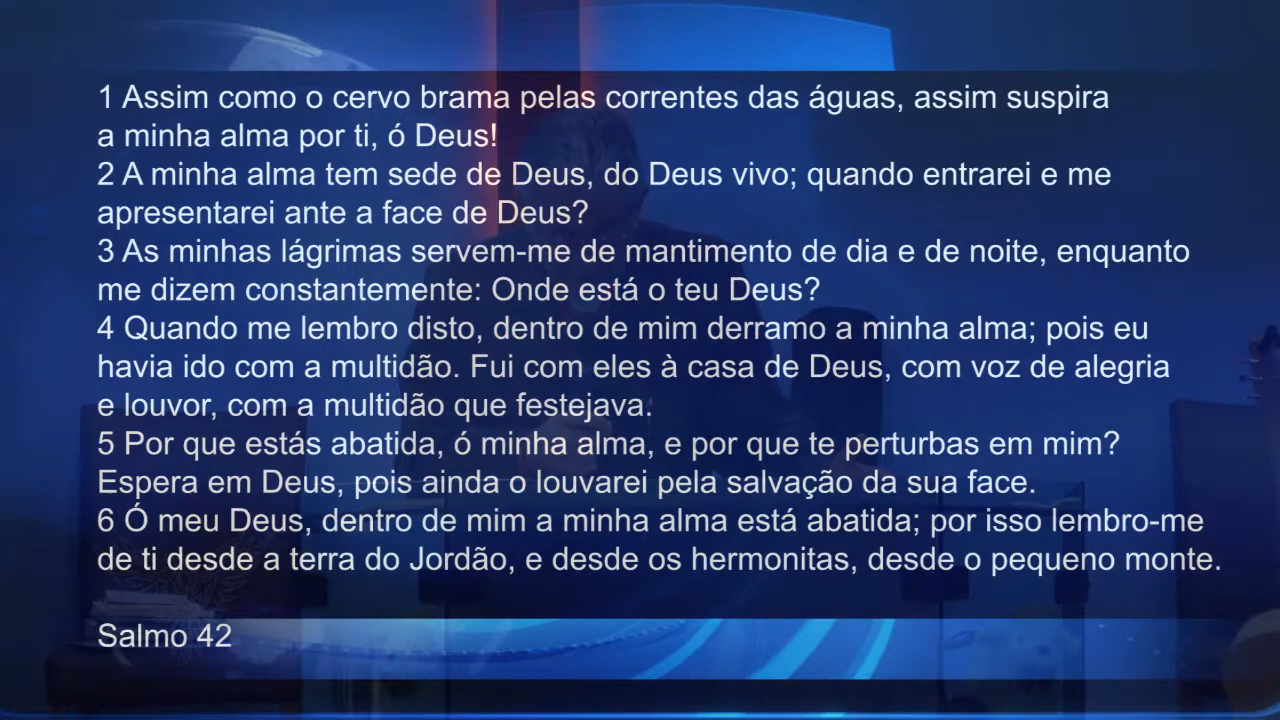 1 Assim como o cervo brama pelas correntes das águas, assim suspira
a minha alma por ti, ó Deus!
2 A minha alma tem sede de Deus, do Deus vivo; quando entrarei e me
apresentarei ante a face de Deus?
3 As minhas lágrimas servem-me de mantimento de dia e de noite, enquanto
me dizem constantemente: Onde está o teu Deus?
4 Quando me lembro disto, dentro de mim derramo a minha alma; pois eu
havia ido com a multidão. Fui com eles à casa de Deus, com voz de alegria
e louvor, com a multidão que festejava.
5 Por que estás abatida, ó minha alma, e por que te perturbas em mim?
Espera em Deus, pois ainda o louvarei pela salvação da sua face.
6 Ó meu Deus, dentro de mim a minha alma está abatida; por isso lembro-me
de ti desde a terra do Jordão, e desde os hermonitas, desde o pequeno monte.
Salmo 42